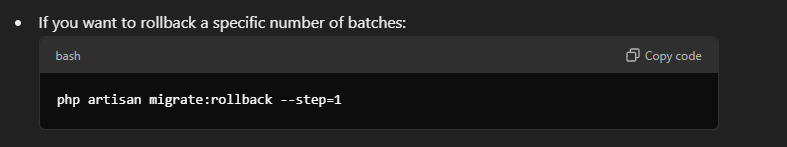 If you want to rollback a specific number of batches:
bash
Copy code
php artisan migrate:rollback --step=1